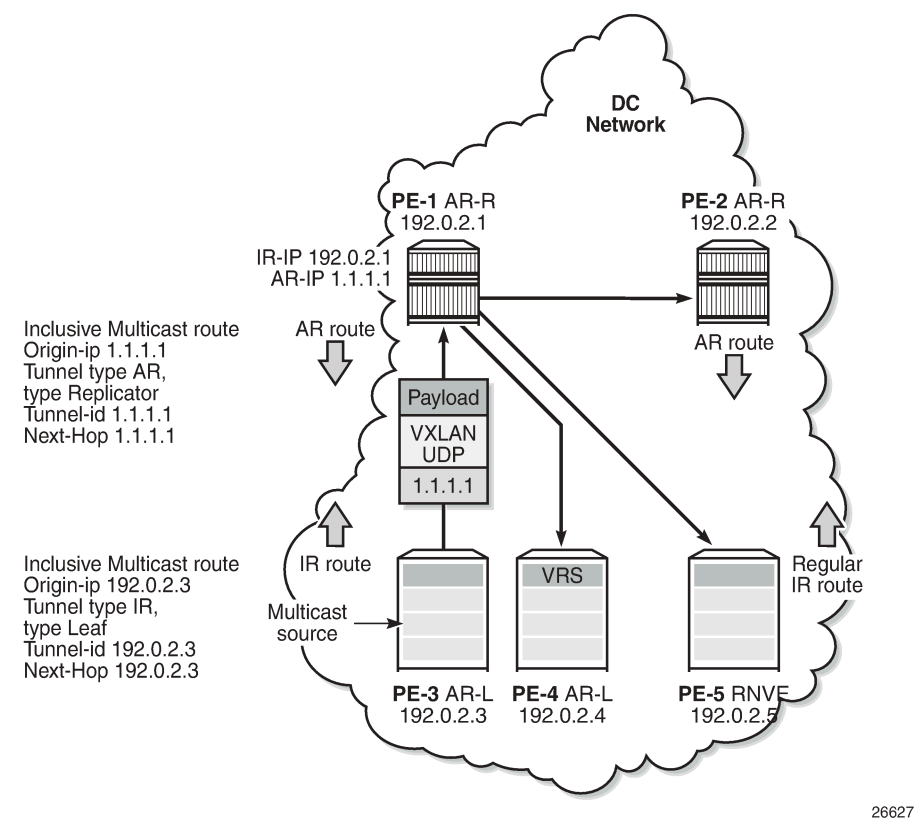 DC
Network
PE-1 AR-R
192.0.2.1
PE-2 AR-R
192.0.2.2
IR-IP 192.0.2.1
AR-IP 1.1.1.1
Inclusive Multicast route
Origin-ip 1.1.1.1
Tunnel type AR,
type Replicator
Tunnel-id 1.1.1.1
Next-Hop 1.1.1.1
AR route
AR route
Payload
VXLAN
UDP
1.1.1.1
Inclusive Multicast route
Origin-ip 192.0.2.3
Tunnel type IR,
type Leaf
Tunnel-id 192.0.2.3
Next-Hop 192.0.2.3
IR route
Multicast
source
VRS
Regular
IR route
PE-3 AR-L
192.0.2.3
PE-4 AR-L
192.0.2.4
PE-5 RNVE
192.0.2.5
26627